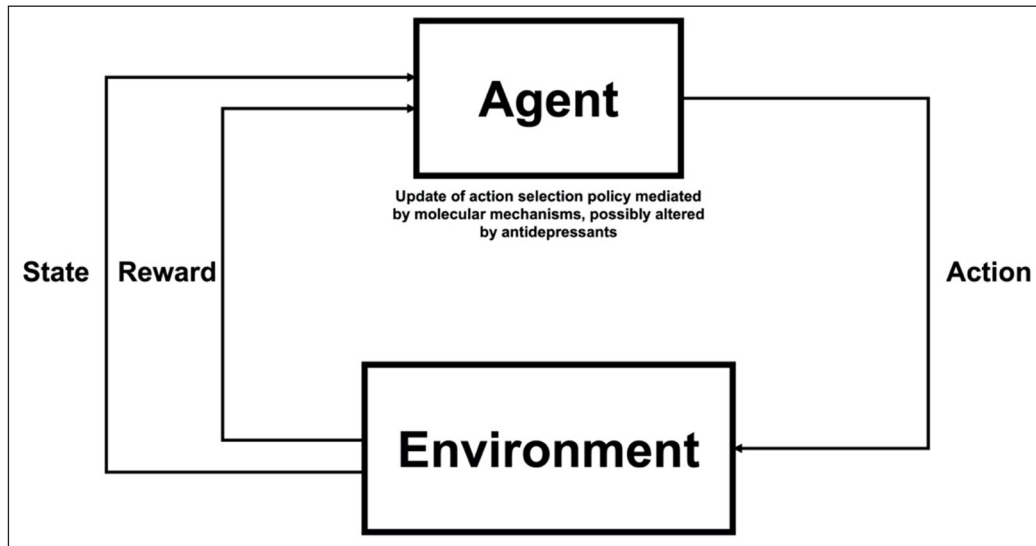 Agent
Update of action selection policy mediated
by molecular mechanisms, possibly altered
by antidepressants
State
Reward
Action
Environment